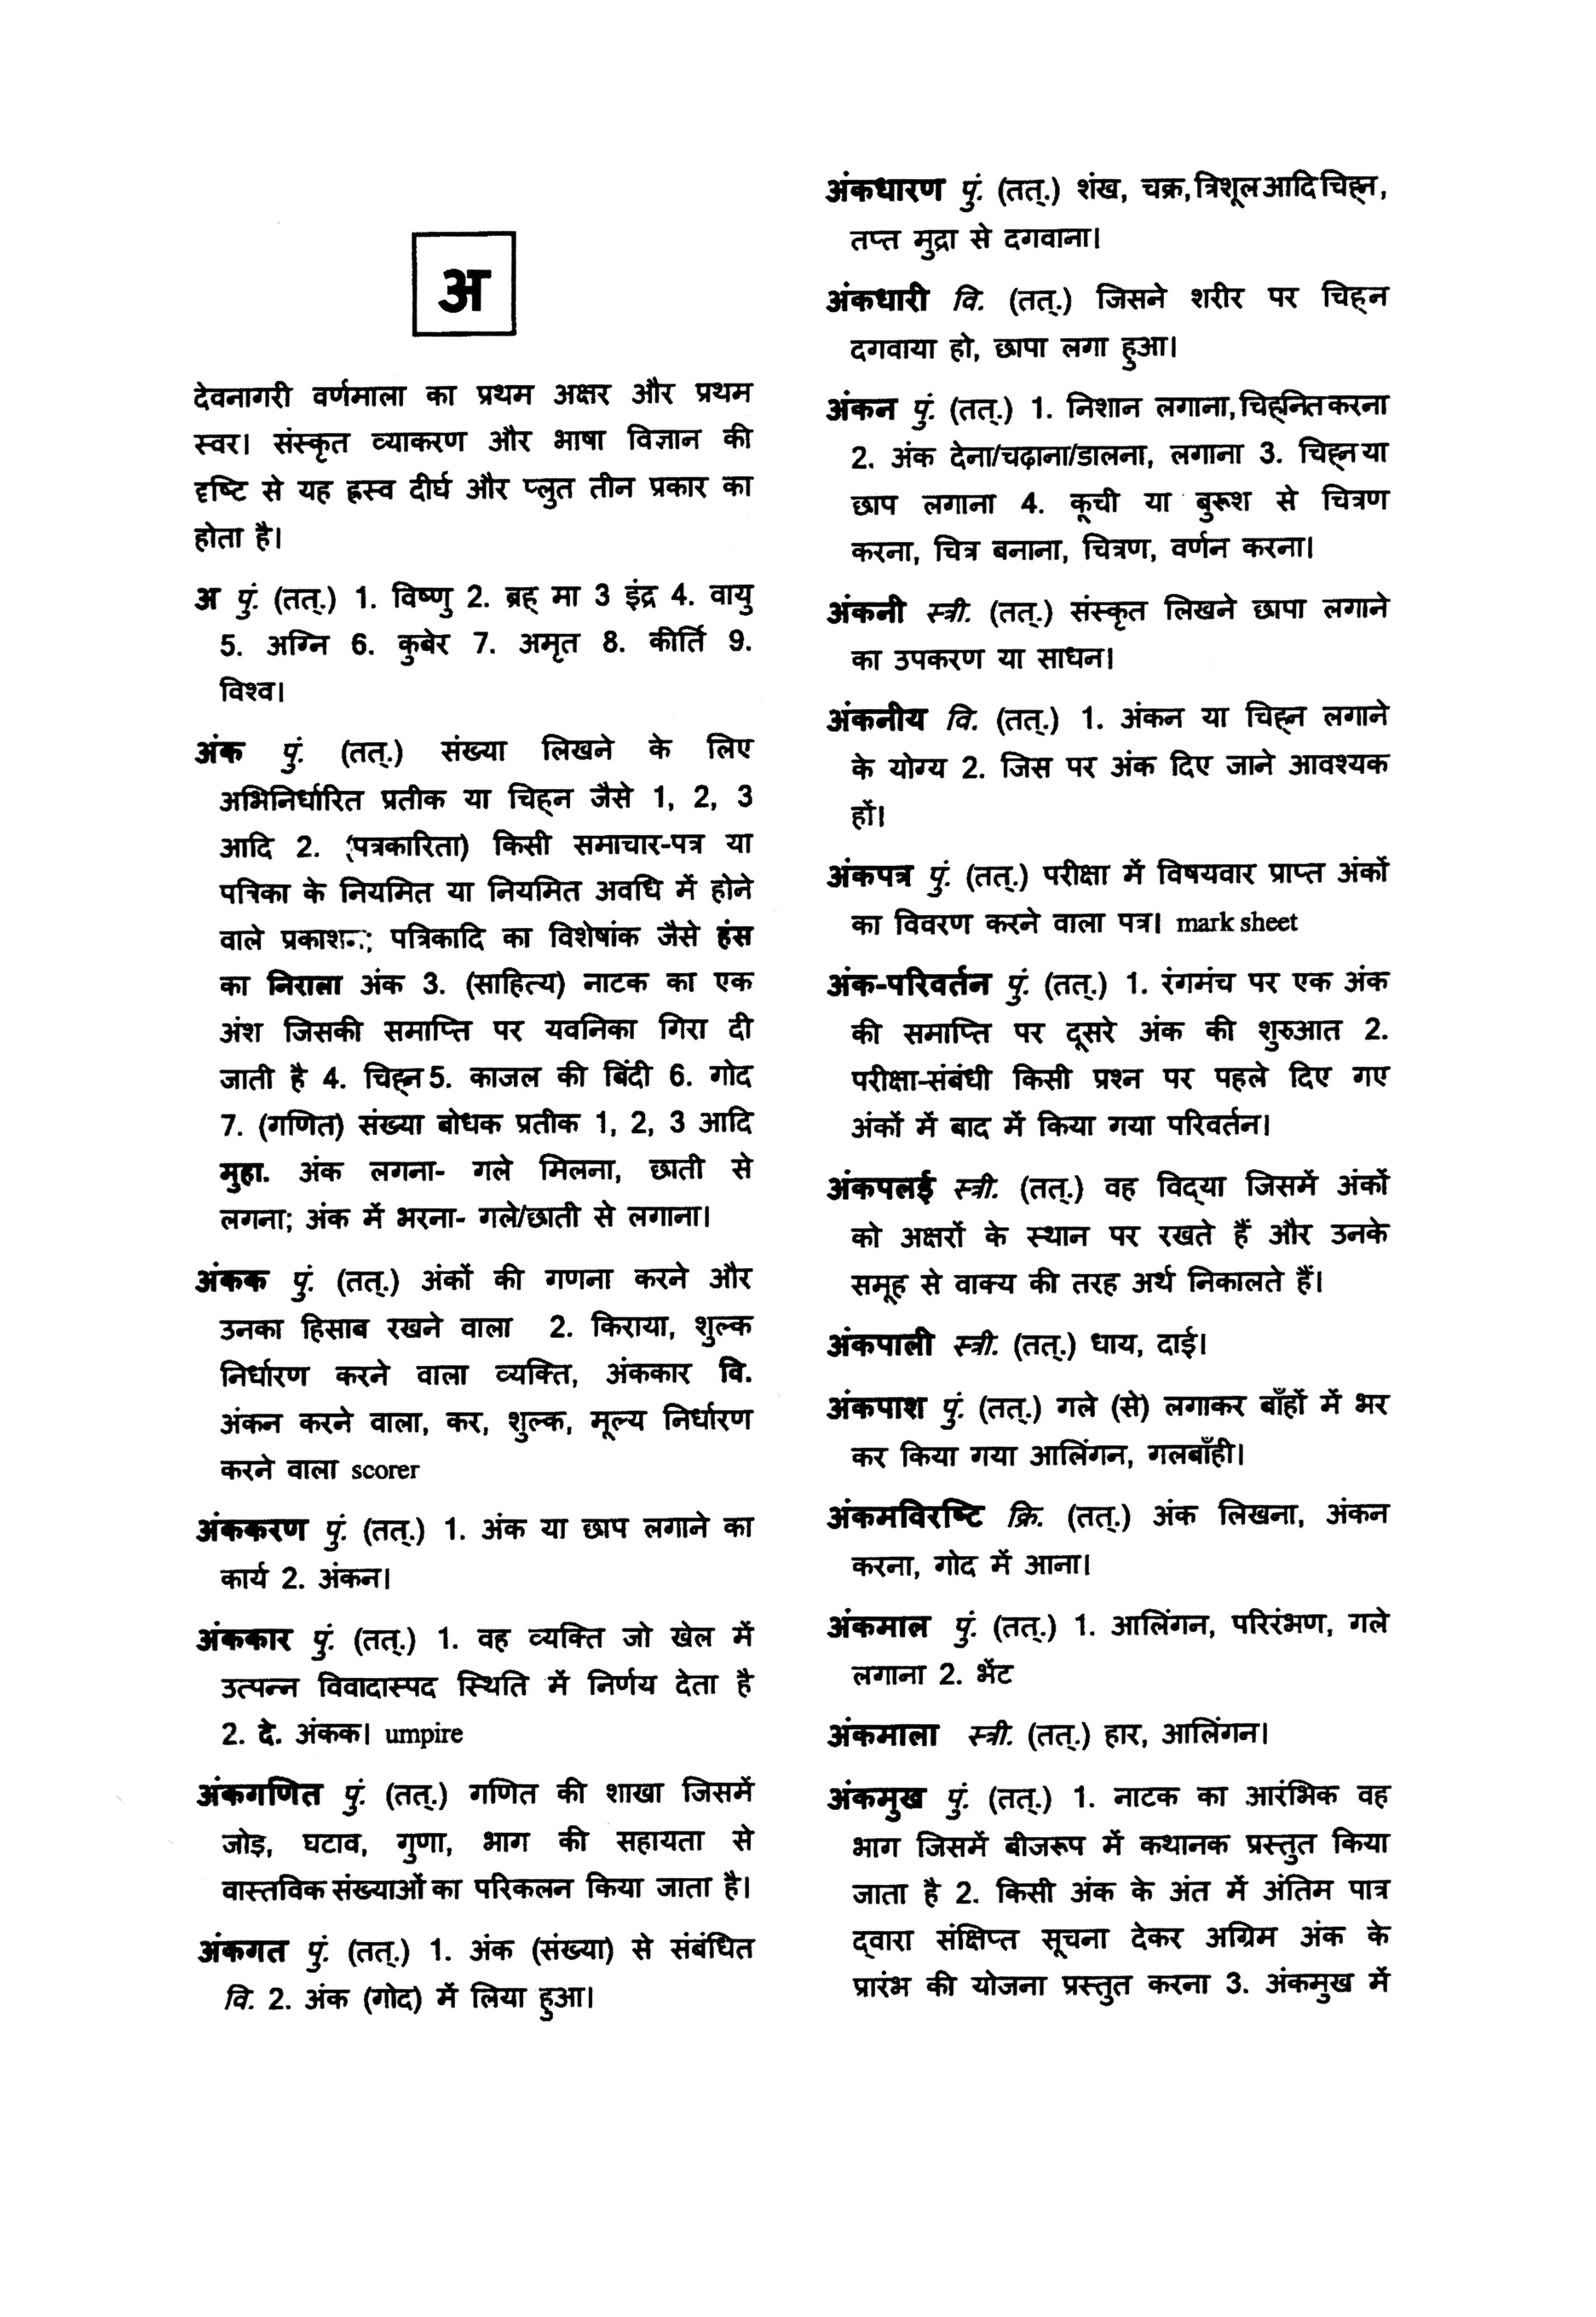 अ
देवनागरी वर्णमाला का प्रथम अक्षर और प्रथम
स्वर। संस्कृत व्याकरण और भाषा विज्ञान की
दृष्टि से यह ह्रस्व दीर्घ और प्लुत तीन प्रकार का
होता है।
अ पुं. (तत्.) 1. विष्णु 2. ब्रह् मा 3 इंद्र 4. वायु
5. अग्नि 6. कुबेर 7. अमृत 8. कीर्ति 9.
विश्व।
अंक पुं. (तत्.) संख्या लिखने के लिए
अभिनिर्धारित प्रतीक या चिह्न जैसे 1, 2, 3
आदि 2. (पत्रकारिता) किसी समाचार-पत्र या
पत्रिका के नियमित या नियमित अवधि में होने
वाले प्रकाशन; पत्रिकादि का विशेषांक जैसे हंस
का निराला अंक 3. (साहित्य) नाटक का एक
अंश जिसकी समाप्ति पर यवनिका गिरा दी
जाती है 4. चिह्न 5. काजल की बिंदी 6. गोद
7. (गणित) संख्या बोधक प्रतीक 1, 2, 3 आदि
मुहा. अंक लगना- गले मिलना, छाती से
लगना; अंक में भरना- गले/छाती से लगाना।
अंकक पुं. (तत्.) अंकों की गणना करने और
उनका हिसाब रखने वाला 2. किराया, शुल्क
निर्धारण करने वाला व्यक्ति, अंककार वि.
अंकन करने वाला, कर, शुल्क, मूल्य निर्धारण
करने वाला scorer
अंककरण पुं. (तत्.) 1. अंक या छाप लगाने का
कार्य 2. अंकन।
अंककार पुं. (तत्.) 1. वह व्यक्ति जो खेल में
उत्पन्न विवादास्पद स्थिति में निर्णय देता है
2. दे. अंकक। umpire
अंकगणित पुं. (तत्.) गणित की शाखा जिसमें
जोड़, घटाव, गुणा, भाग की सहायता से
वास्तविक संख्याओं का परिकलन किया जाता है।
अंकगत पुं. (तत्.) 1. अंक (संख्या) से संबंधित
वि. 2. अंक (गोद) में लिया हुआ।
अंकधारण पुं. (तत्.) शंख, चक्र, त्रिशूल आदि चिह्न,
तप्त मुद्रा से दगवाना।
अंकधारी वि. (तत्.) जिसने शरीर पर चिह्न
दगवाया हो, छापा लगा हुआ।
अंकन पुं. (तत्.) 1. निशान लगाना, चिह्नित करना
2. अंक देना/चढ़ाना/डालना, लगाना 3. चिह्न या
छाप लगाना 4. कूची या बुरूश से चित्रण
करना, चित्र बनाना, चित्रण, वर्णन करना।
अंकनी स्त्री. (तत्.) संस्कृत लिखने छापा लगाने
का उपकरण या साधन।
अंकनीय वि. (तत्.) 1. अंकन या चिह्न लगाने
के योग्य 2. जिस पर अंक दिए जाने आवश्यक
हों।
अंकपत्र पुं. (तत्.) परीक्षा में विषयवार प्राप्त अंकों
का विवरण करने वाला पत्र। mark sheet
अंक-परिवर्तन पुं. (तत्.) 1. रंगमंच पर एक अंक
की समाप्ति पर दूसरे अंक की शुरुआत 2.
परीक्षा-संबंधी किसी प्रश्न पर पहले दिए गए
अंकों में बाद में किया गया परिवर्तन।
अंकपलई स्त्री. (तत्.) वह विद्या जिसमें अंकों
को अक्षरों के स्थान पर रखते हैं और उनके
समूह से वाक्य की तरह अर्थ निकालते हैं।
अंकपाली स्त्री. (तत्.) धाय, दाई।
अंकपाश पुं. (तत्.) गले (से) लगाकर बाँहों में भर
कर किया गया आलिंगन, गलबाँही।
अंकमविरष्टि क्रि. (तत्.) अंक लिखना, अंकन
करना, गोद में आना।
अंकमाल पुं. (तत्.) 1. आलिंगन, परिरंभण, गले
लगाना 2. भेंट
अंकमाला स्त्री. (तत्.) हार, आलिंगन।
अंकमुख पुं. (तत्.) 1. नाटक का आरंभिक वह
भाग जिसमें बीजरूप में कथानक प्रस्तुत किया
जाता है 2. किसी अंक के अंत में अंतिम पात्र
द्वारा संक्षिप्त सूचना देकर अग्रिम अंक के
प्रारंभ की योजना प्रस्तुत करना 3. अंकमुख में